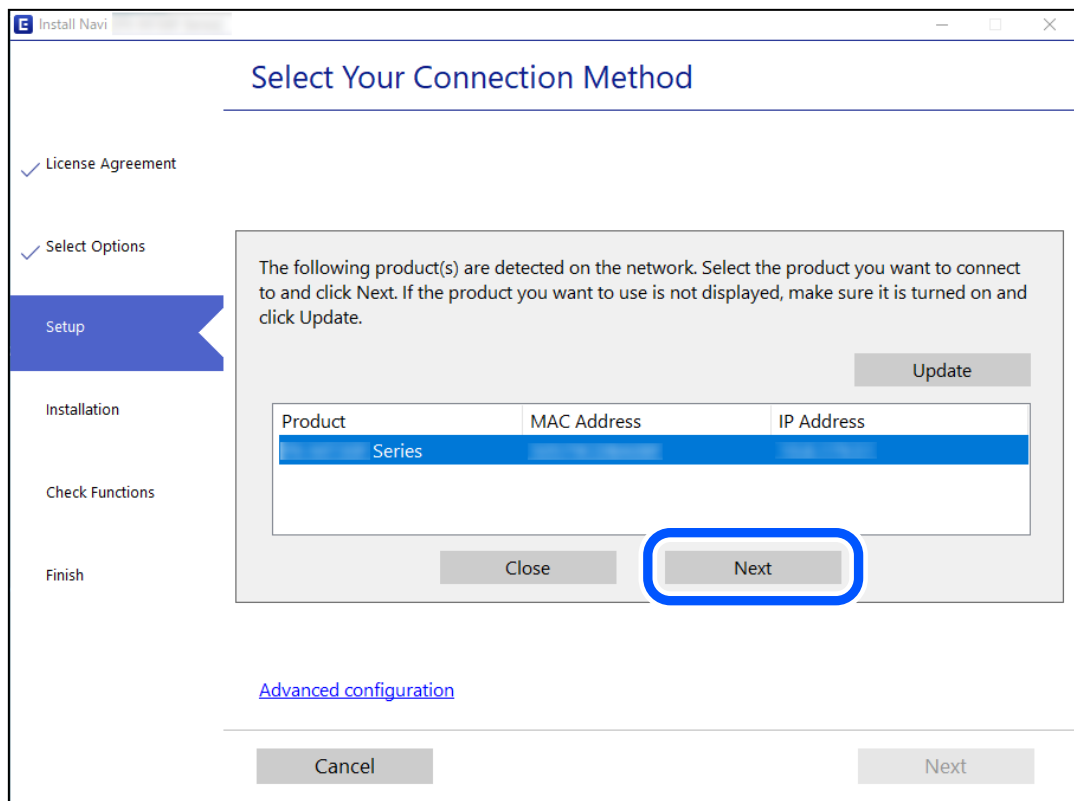 E Install Navi
Select Your Connection Method
License Agreement
Select Options
Setup
Installation
Check Functions
Finish
The following product(s) are detected on the network. Select the product you want to connect
to and click Next. If the product you want to use is not displayed, make sure it is turned on and
click Update.
Update
Product MAC Address IP Address
Series
Close Next
Advanced configuration
Cancel Next